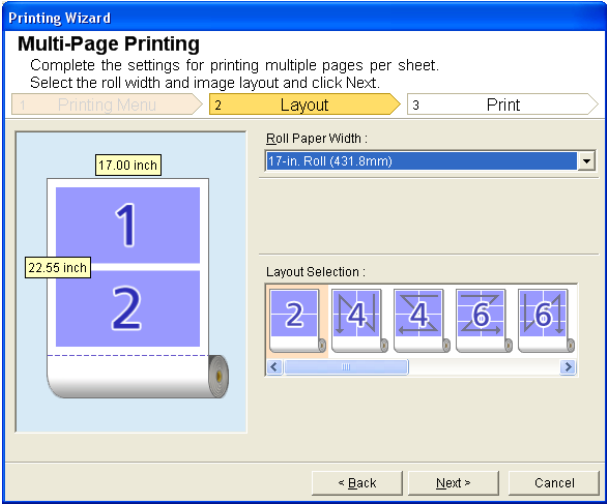 Printing Wizard
Multi-Page Printing
Complete the settings for printing multiple pages per sheet.
Select the roll width and image layout and click Next.
1 Printing Menu 2 Layout 3 Print
Roll Paper Width :
17.00 inch
17-in. Roll (431.8mm)
1
22.55 inch
Layout Selection :
2
2 4 4 6 6
< Back Next > Cancel